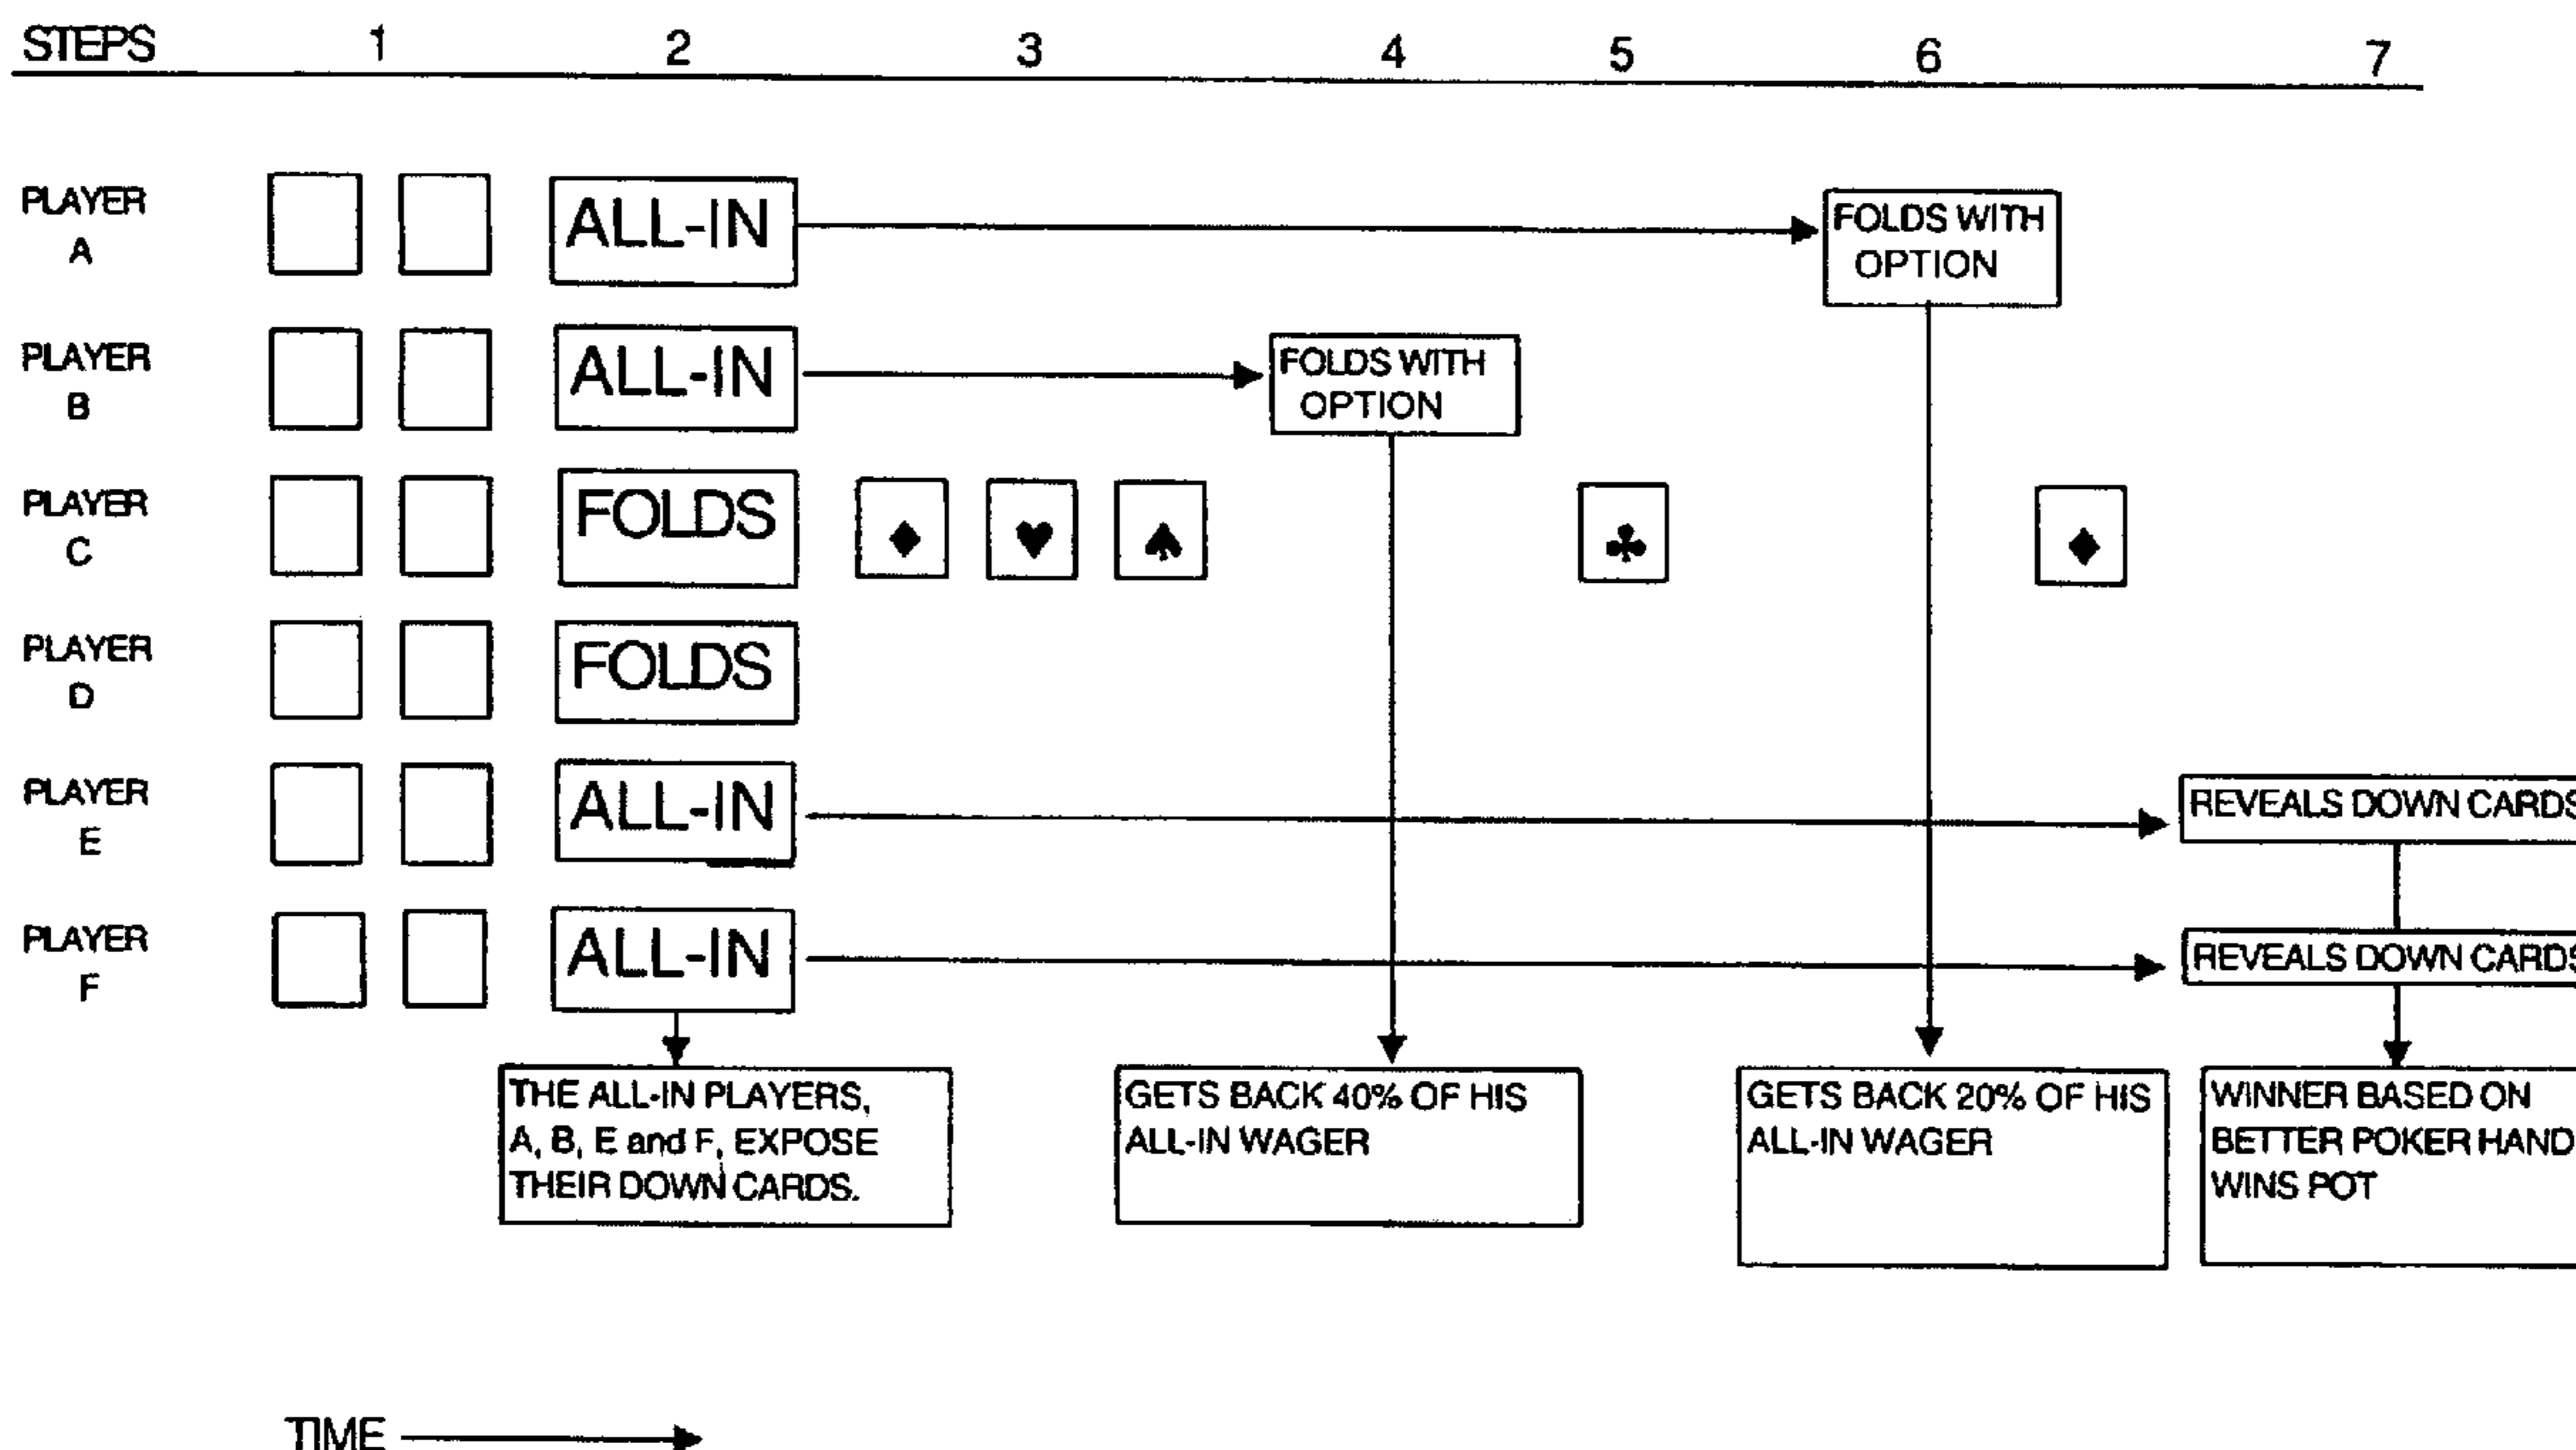 STEPS 1 2 3 4 5 6 7
PLAYER
A
ALL-IN
FOLDS WITH
OPTION
PLAYER
B
ALL-IN
FOLDS WITH
OPTION
PLAYER
C
FOLDS
PLAYER
D
FOLDS
PLAYER
E
ALL-IN
REVEALS DOWN CARDS
PLAYER
F
ALL-IN
REVEALS DOWN CARDS
THE ALL-IN PLAYERS,
A, B, E and F, EXPOSE
THEIR DOWN CARDS.
GETS BACK 40% OF HIS
ALL-IN WAGER
GETS BACK 20% OF HIS
ALL-IN WAGER
WINNER BASED ON
BETTER POKER HAND
WINS POT
TIME